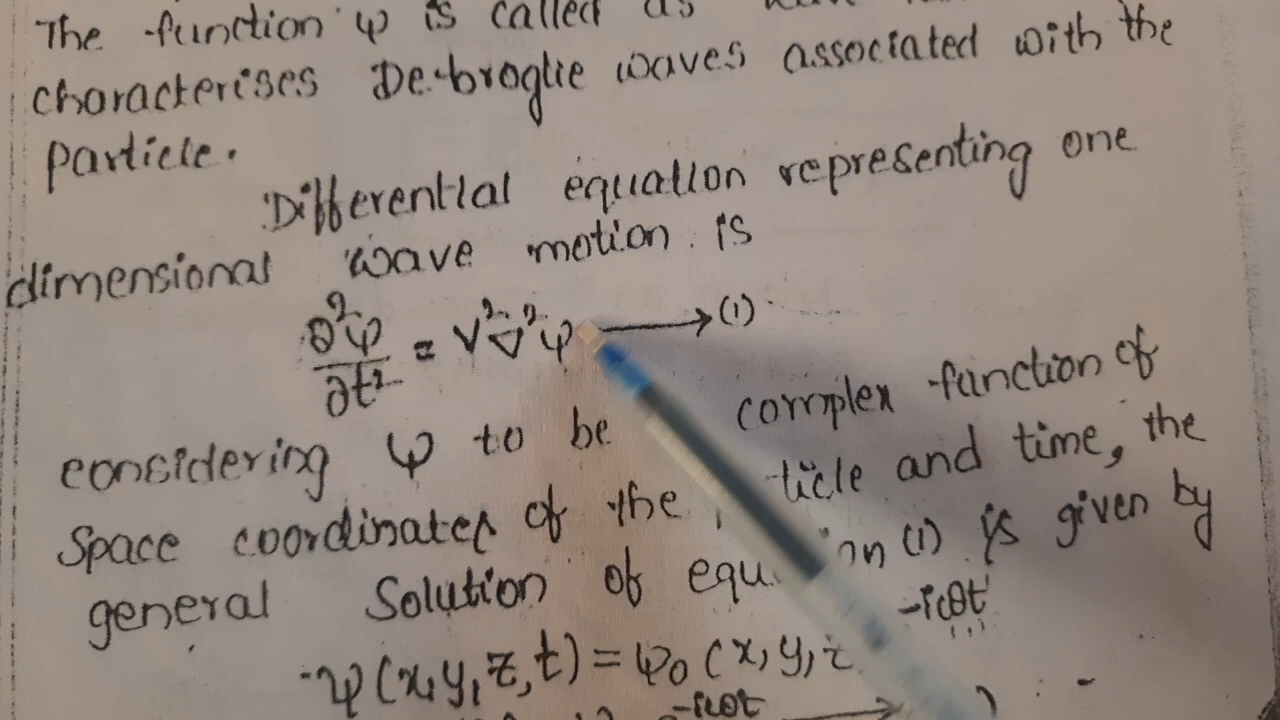 The function ψ is called as
characterises De-broglie waves associated with the
particle.
Differential equation representing one
dimensional wave motion is
∂²ψ/∂t² = V²∇²ψ → (1)
considering ψ to be complex function of
space coordinates of the ticle and time, the
general solution of equ on (1) is given by
ψ(x,y,z,t) = ψ₀(x,y,z e^-iωt
-iωt →